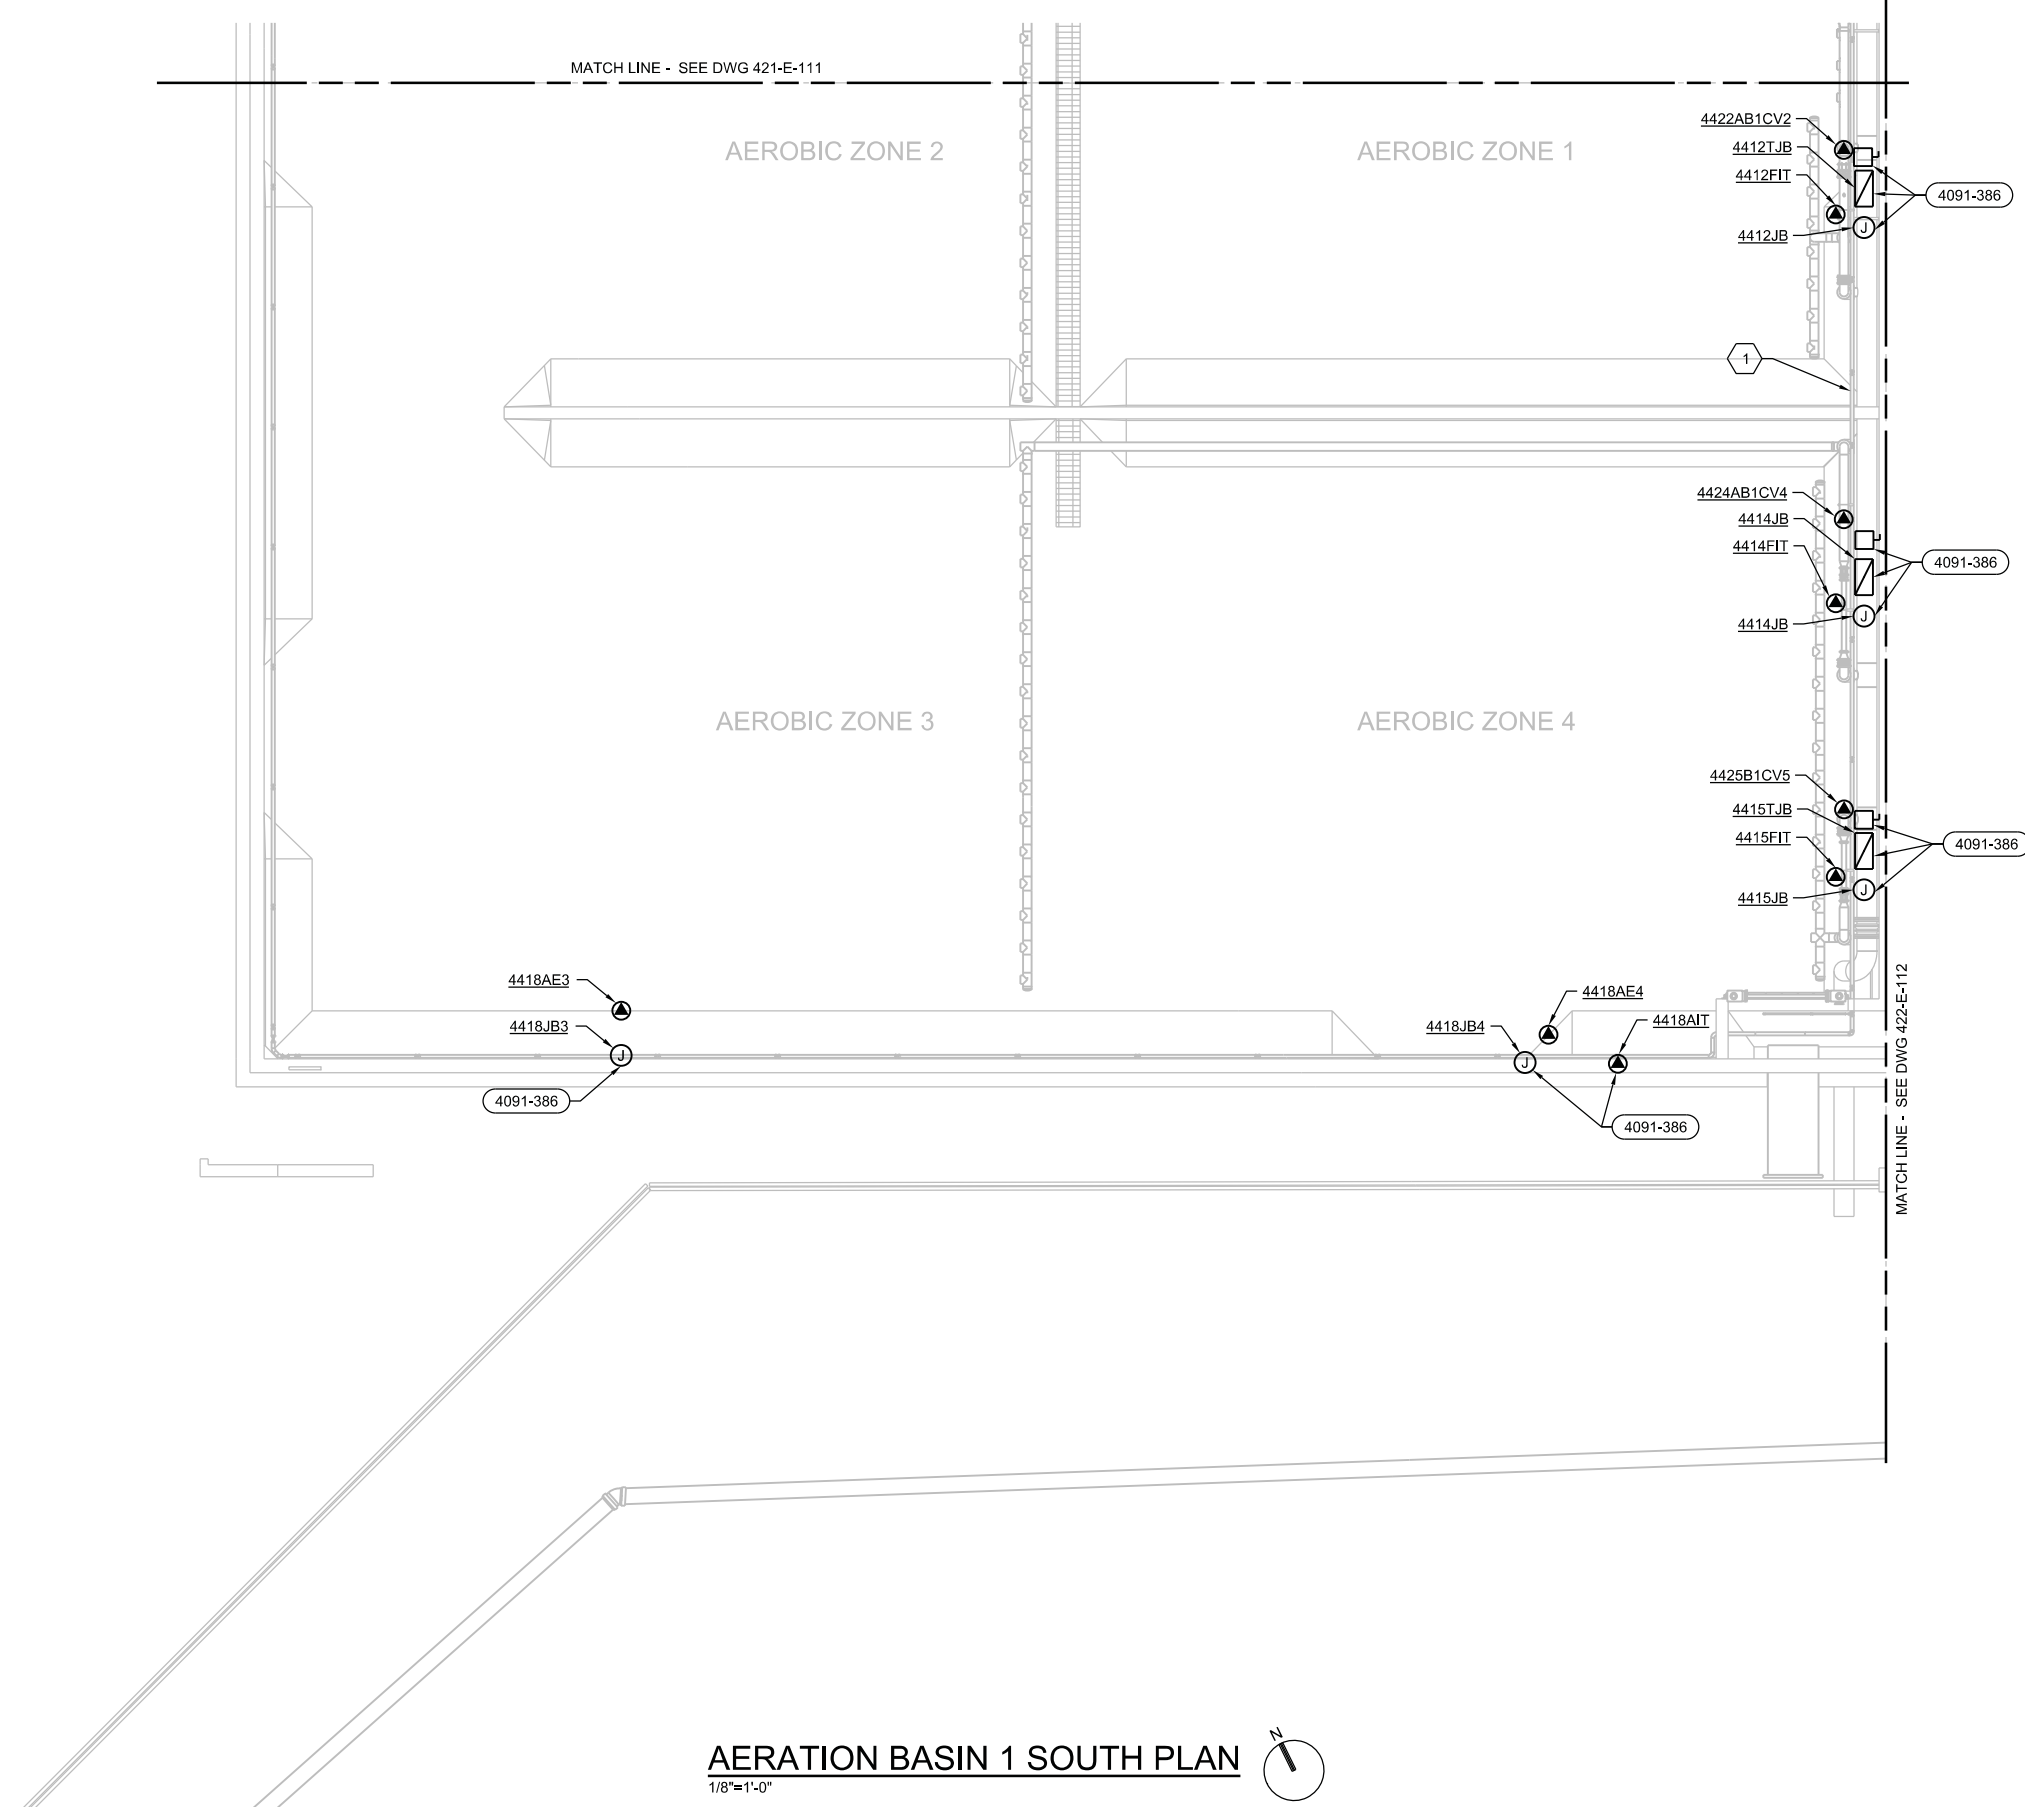 MATCH LINE - SEE DWG 421-E-111
AEROBIC ZONE 2
AEROBIC ZONE 1
4422AB1CV2
4412TJB
4412FIT
4412JB
J
4091-386
1
4424AB1CV4
4414JB
4414FIT
4414JB
J
4091-386
AEROBIC ZONE 3
AEROBIC ZONE 4
4425B1CV5
4415TJB
4415FIT
4415JB
J
4091-386
4418AE3
4418JB3
J
4091-386
4418AE4
4418JB4
J
4418AIT
4091-386
MATCH LINE - SEE DWG 422-E-112
AERATION BASIN 1 SOUTH PLAN
1/8"=1'-0"
N